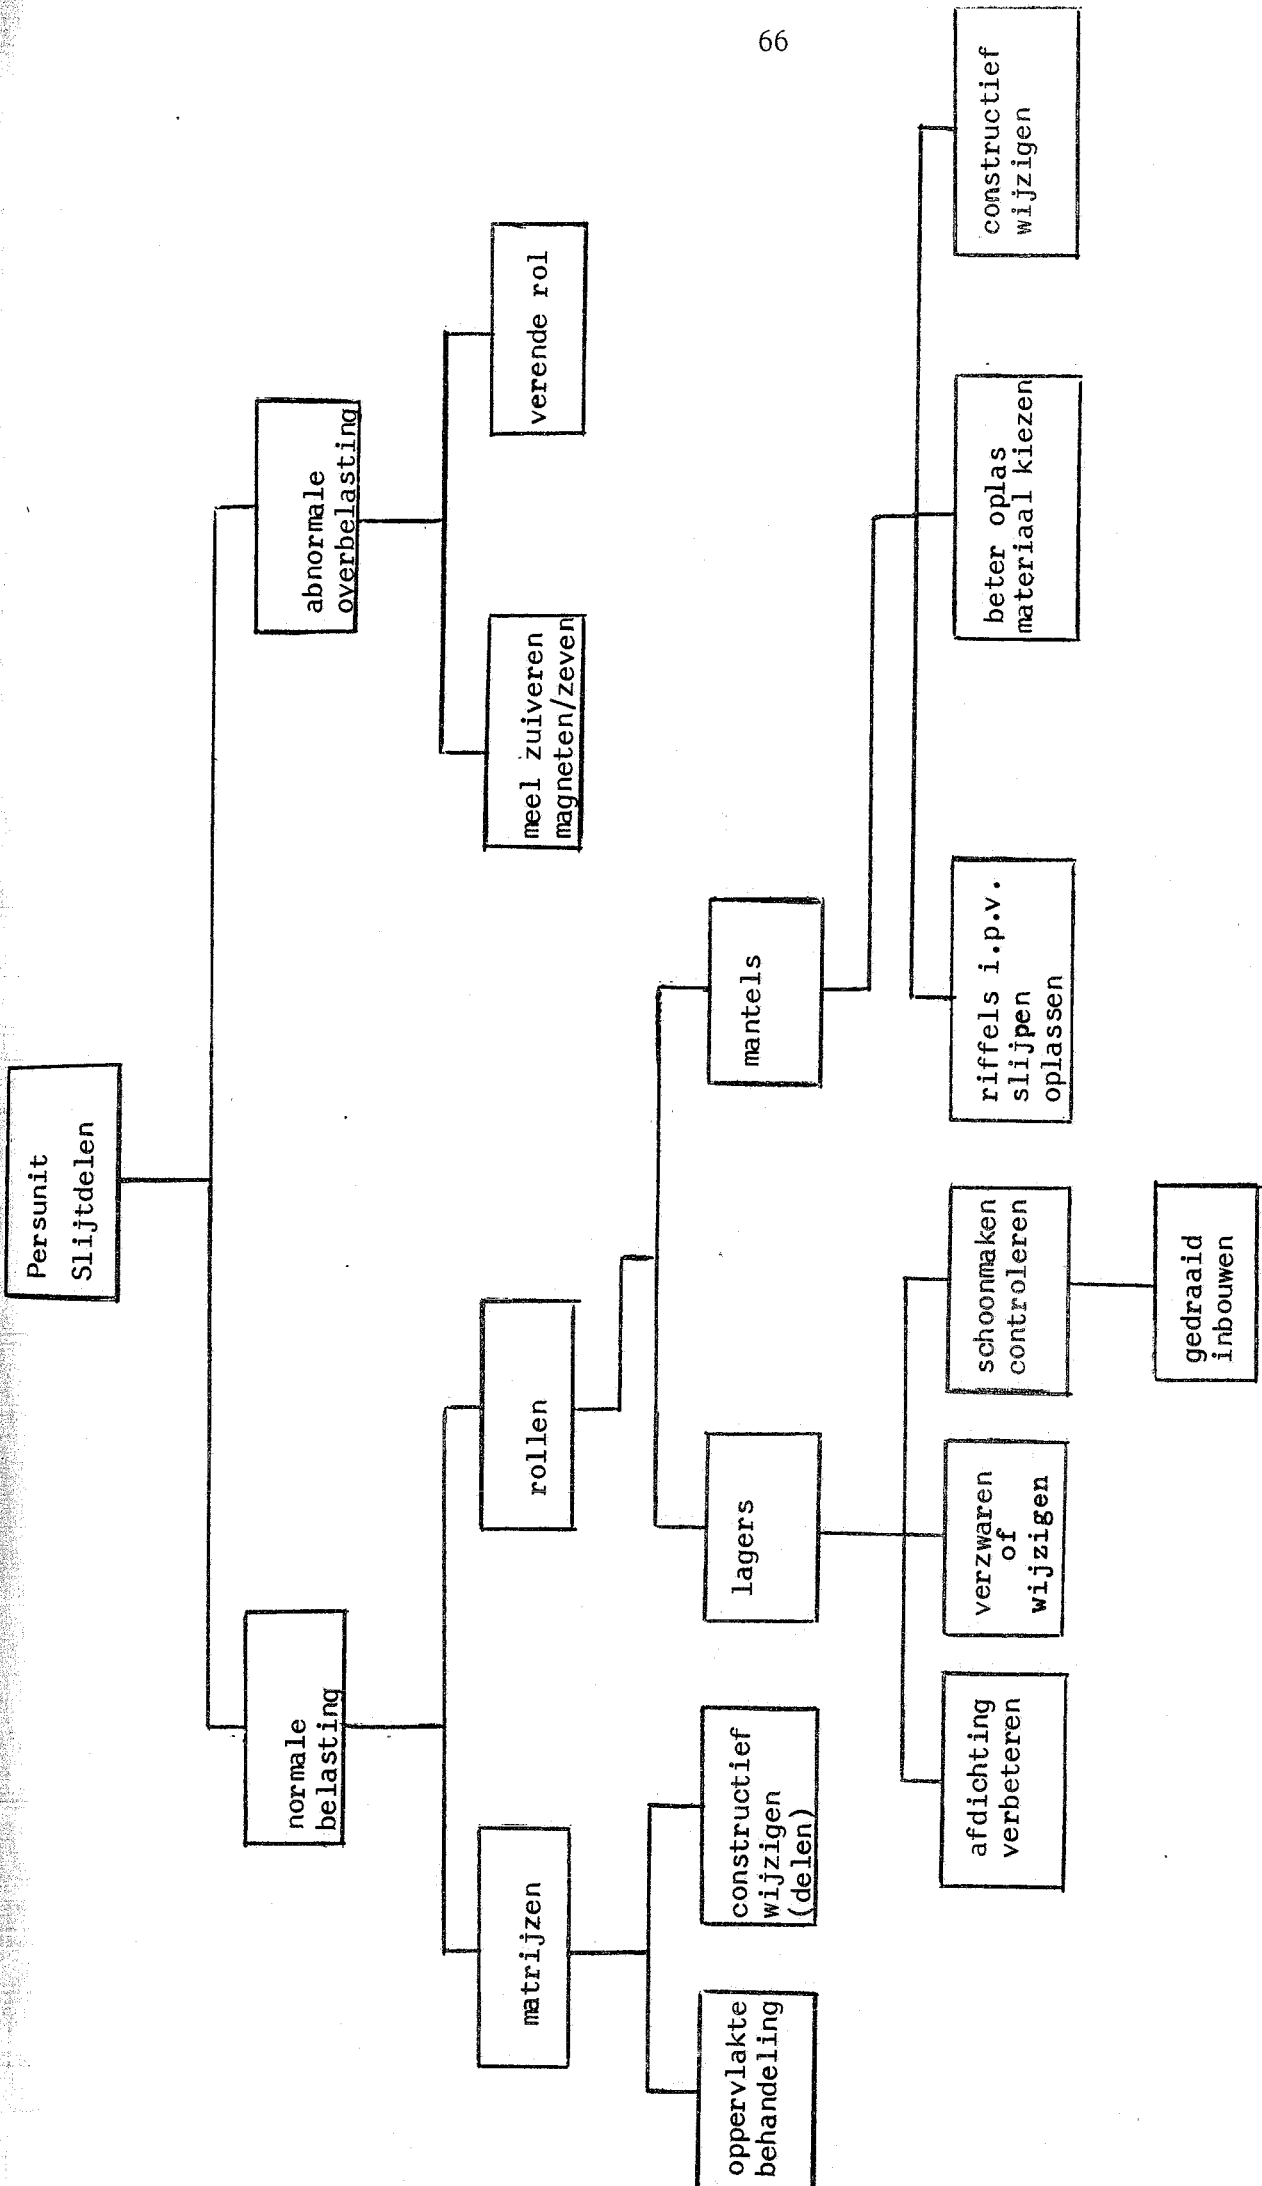 66
Persunit
Slijtdelen
normale
belasting
abnormale
overbelasting
matrijzen
rollen
meel zuiveren
magneten/zeven
verende rol
oppervlakte
behandeling
constructief
wijzigen
(delen)
lagers
mantels
afdichting
verbeteren
verzwaren
of
wijzigen
schoonmaken
controleren
riffels i.p.v.
slijpen
oplassen
beter oplas
materiaal kiezen
constructief
wijzigen
gedraaid
inbouwen